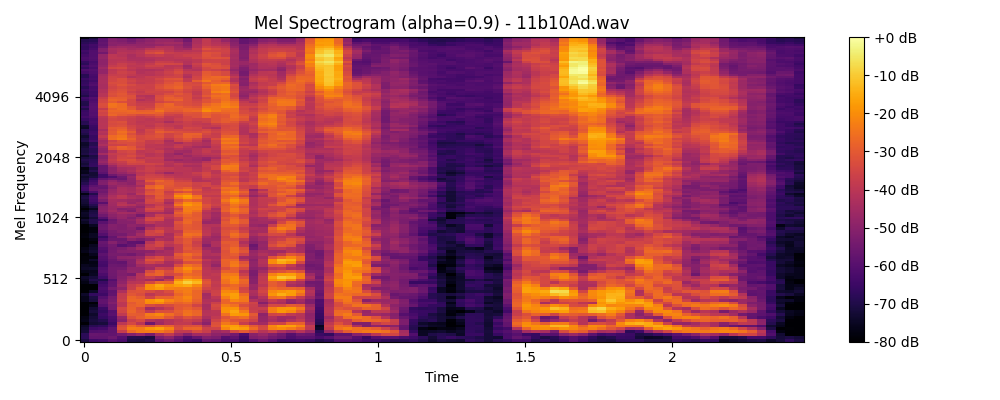 Mel Spectrogram (alpha=0.9) - 11b10Ad.wav
Mel Frequency
4096
2048
1024
512
0
0
0.5
1
1.5
2
Time
+0 dB
-10 dB
-20 dB
-30 dB
-40 dB
-50 dB
-60 dB
-70 dB
-80 dB